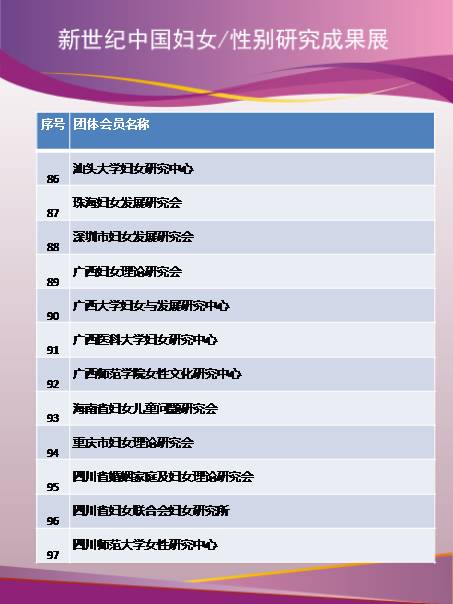 新世纪中国妇女/性别研究成果展
序号 团体会员名称
86 汕头大学妇女研究中心
87 珠海妇女发展研究会
88 深圳市妇女发展研究会
89 广西妇女理论研究会
90 广西大学妇女与发展研究中心
91 广西医科大学妇女研究中心
92 广西师范学院女性文化研究中心
93 海南省妇女儿童问题研究会
94 重庆市妇女理论研究会
95 四川省婚姻家庭及妇女理论研究会
96 四川省妇女联合会妇女研究所
97 四川师范大学女性研究中心